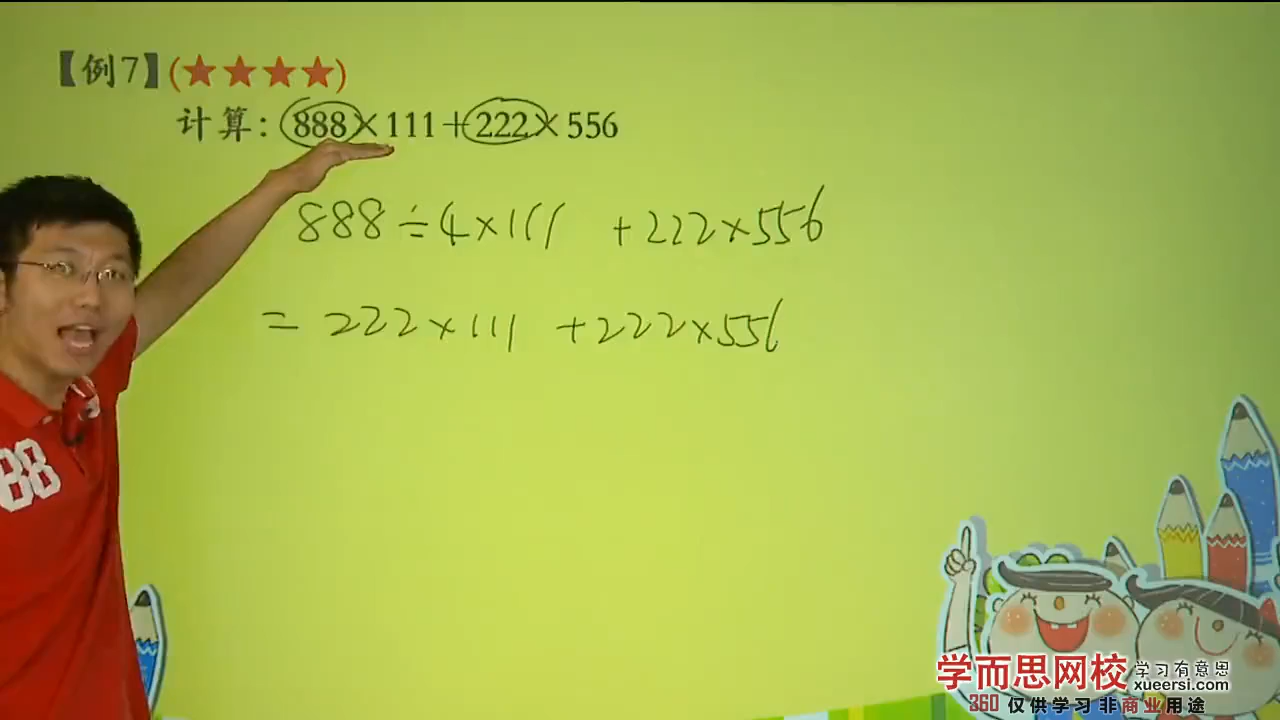 【例7】(★★★★)
计算：888×111+222×556
888÷4×111 +222×556
= 222×111 +222×556
88
学而思网校 学习有意思
xueersi.com
360 仅供学习 非商业用途